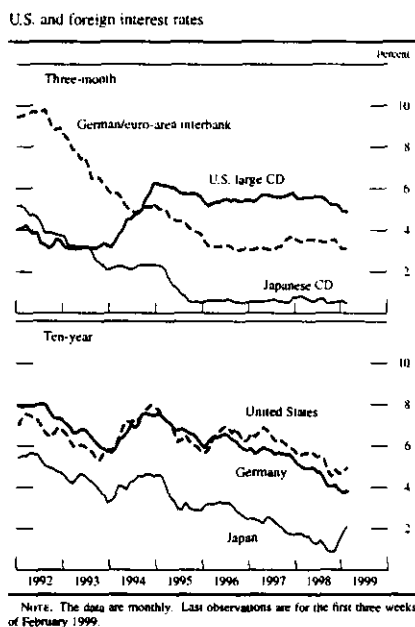 U.S. and foreign interest rates
Percent
Three-month
10
German/euro-area interbank
8
U.S. large CD
6
4
2
Japanese CD
Ten-year
10
United States
8
6
Germany
4
Japan
2
1992 1993 1994 1995 1996 1997 1998 1999
NOTE. The data are monthly. Last observations are for the first three weeks
of February 1999.